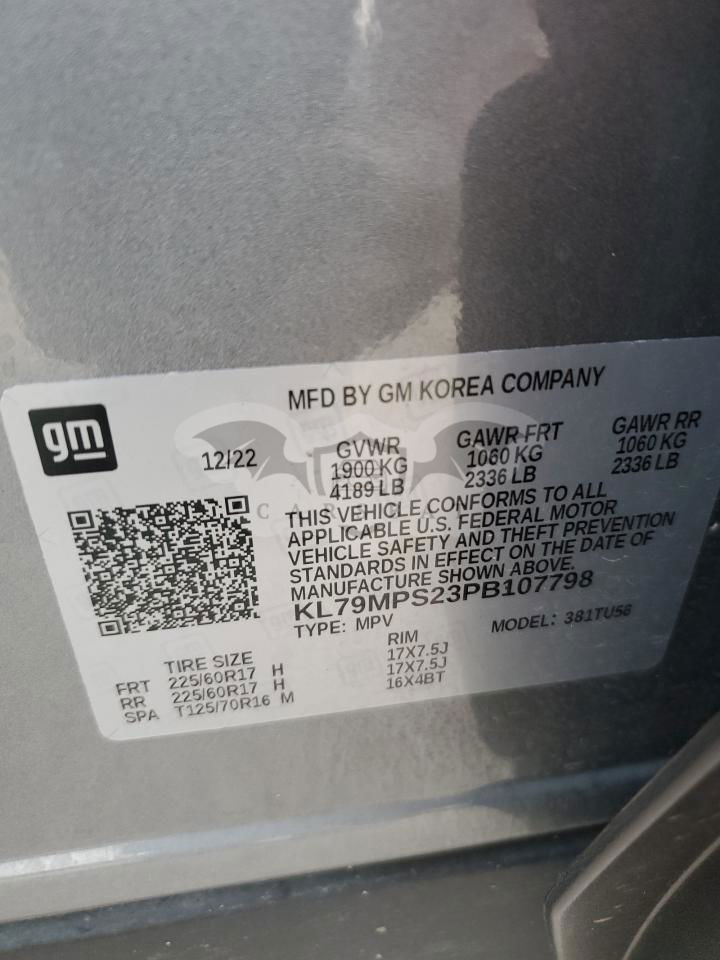 MFD BY GM KOREA COMPANY
gm
12/22
GVWR
1900 KG
4189 LB
GAWR FRT
1060 KG
2336 LB
GAWR RR
1060 KG
2336 LB
THIS VEHICLE CONFORMS TO ALL
APPLICABLE U.S. FEDERAL MOTOR
VEHICLE SAFETY AND THEFT PREVENTION
STANDARDS IN EFFECT ON THE DATE OF
MANUFACTURE SHOWN ABOVE.
KL79MPS23PB107798
TYPE: MPV
MODEL: 381TU56
TIRE SIZE
RIM
FRT 225/60R17 H 17X7.5J
RR 225/60R17 H 17X7.5J
SPA T125/70R16 M 16X4BT